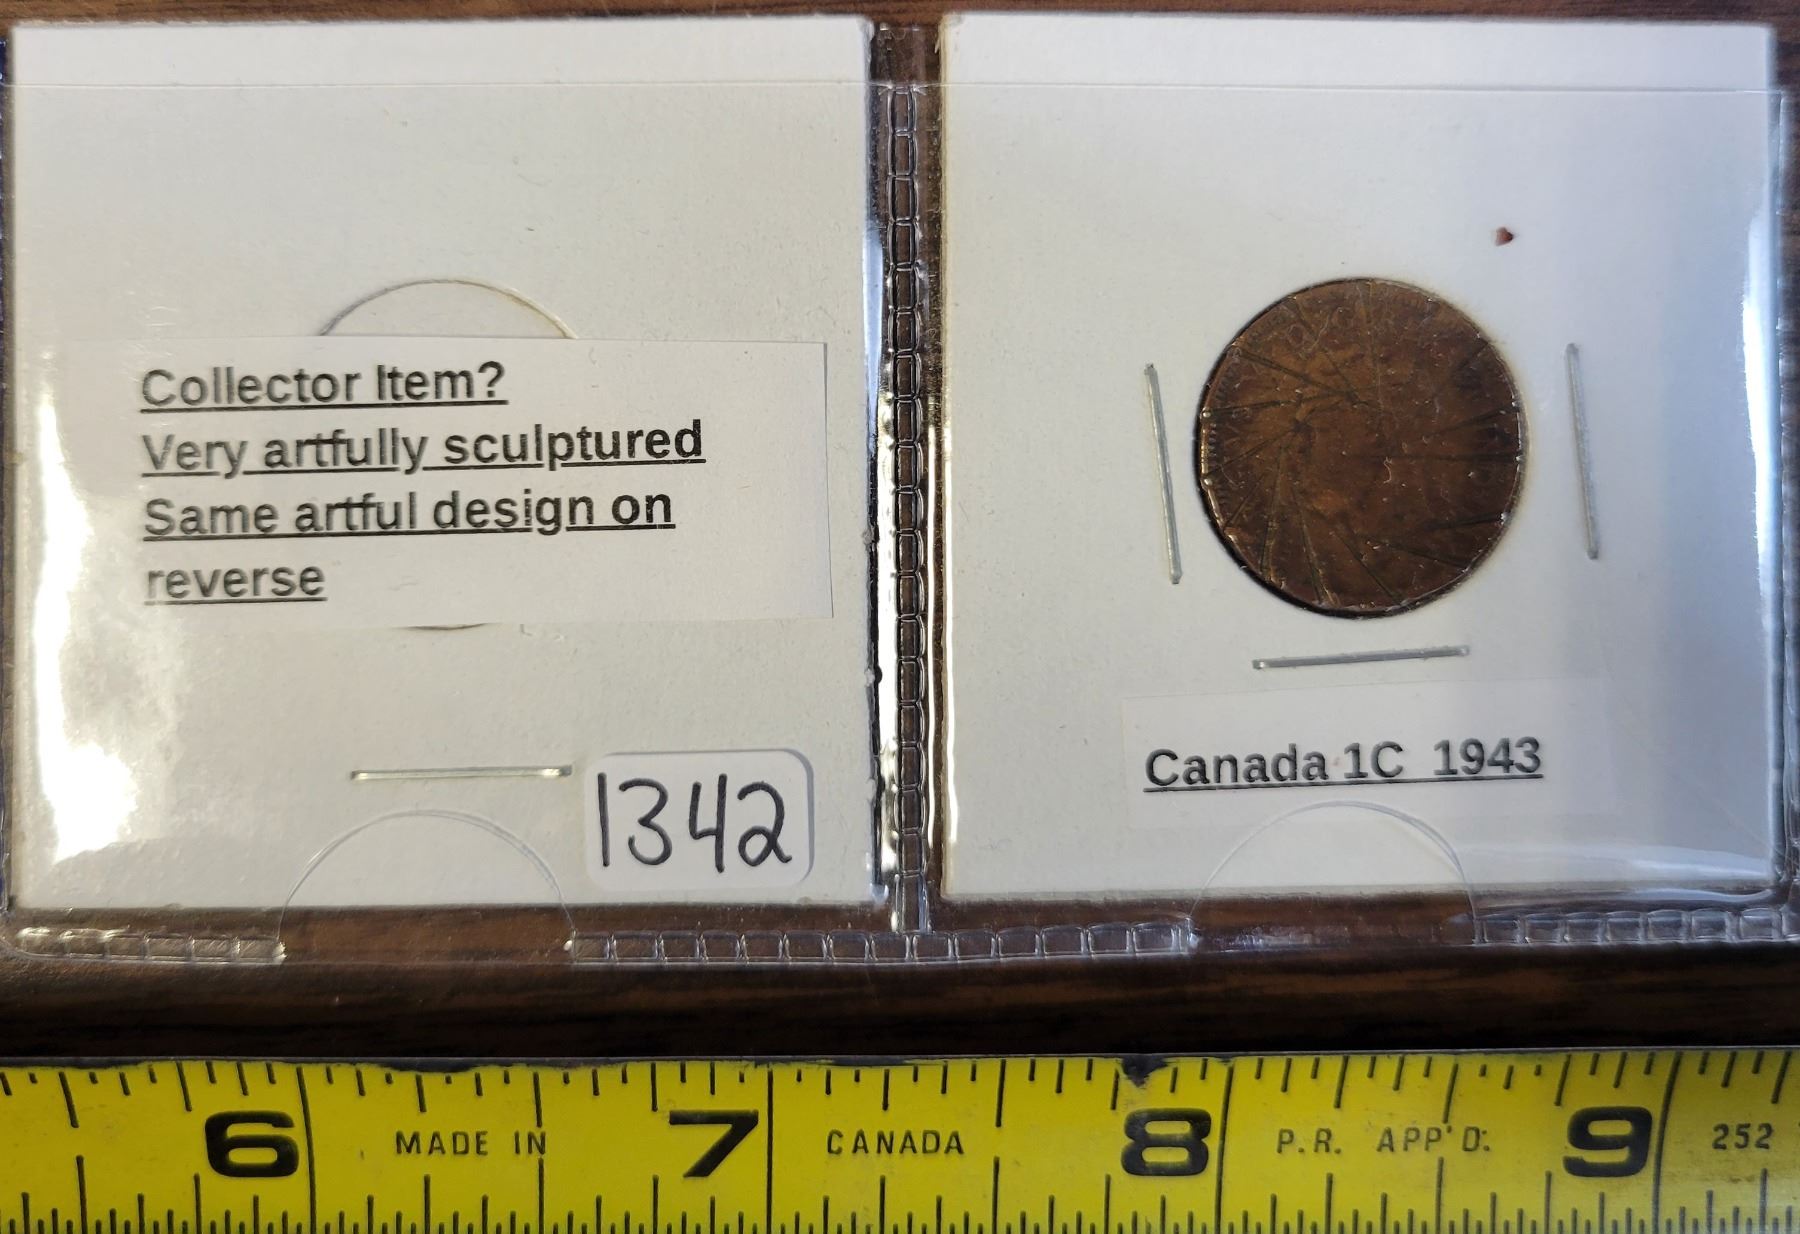 Collector Item?
Very artfully sculptured
Same artful design on
reverse
1342
Canada 1C 1943
6 MADE IN 7 CANADA 8 P.R. APP'D. 9 252